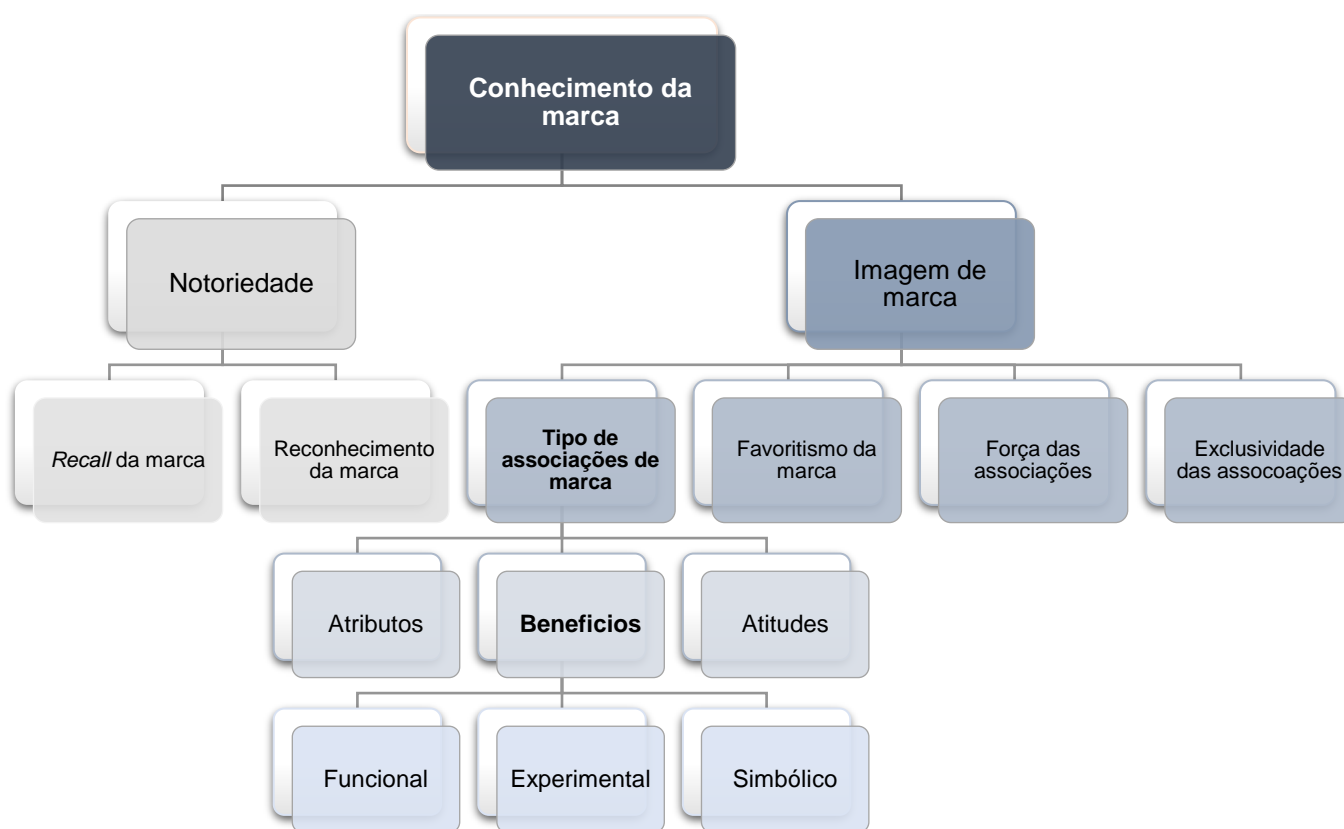 Conhecimento da
marca
Notoriedade
Imagem de
marca
Recall da marca
Reconhecimento
da marca
Tipo de
associações de
marca
Favoritismo da
marca
Força das
associações
Exclusividade
das assocoações
Atributos
Beneficios
Atitudes
Funcional
Experimental
Simbólico